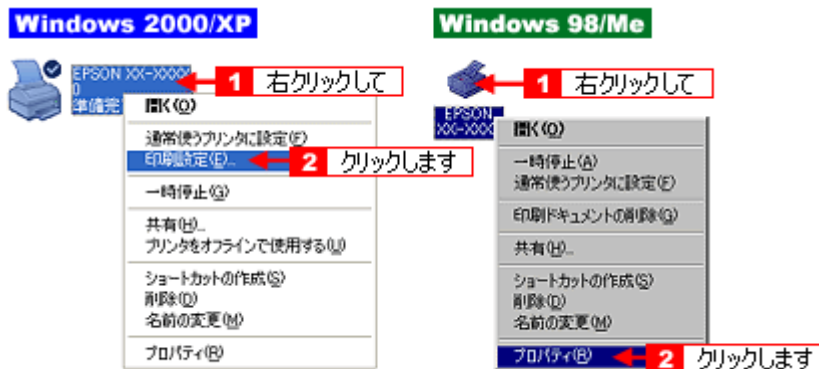 Windows 2000/XP
EPSON XX-XXXX
0
準備完
1 右クリックして
開く(O)
通常使うプリンタに設定(F)
印刷設定(E)...
2 クリックします
一時停止(G)
共有(H)...
プリンタをオフラインで使用する(U)
ショートカットの作成(S)
削除(D)
名前の変更(M)
プロパティ(R)
Windows 98/Me
1 右クリックして
EPSON
XX-XXX
開く(O)
一時停止(A)
通常使うプリンタに設定(F)
印刷ドキュメントの削除(G)
共有(H)...
ショートカットの作成(S)
削除(D)
名前の変更(M)
プロパティ(R)
2 クリックします